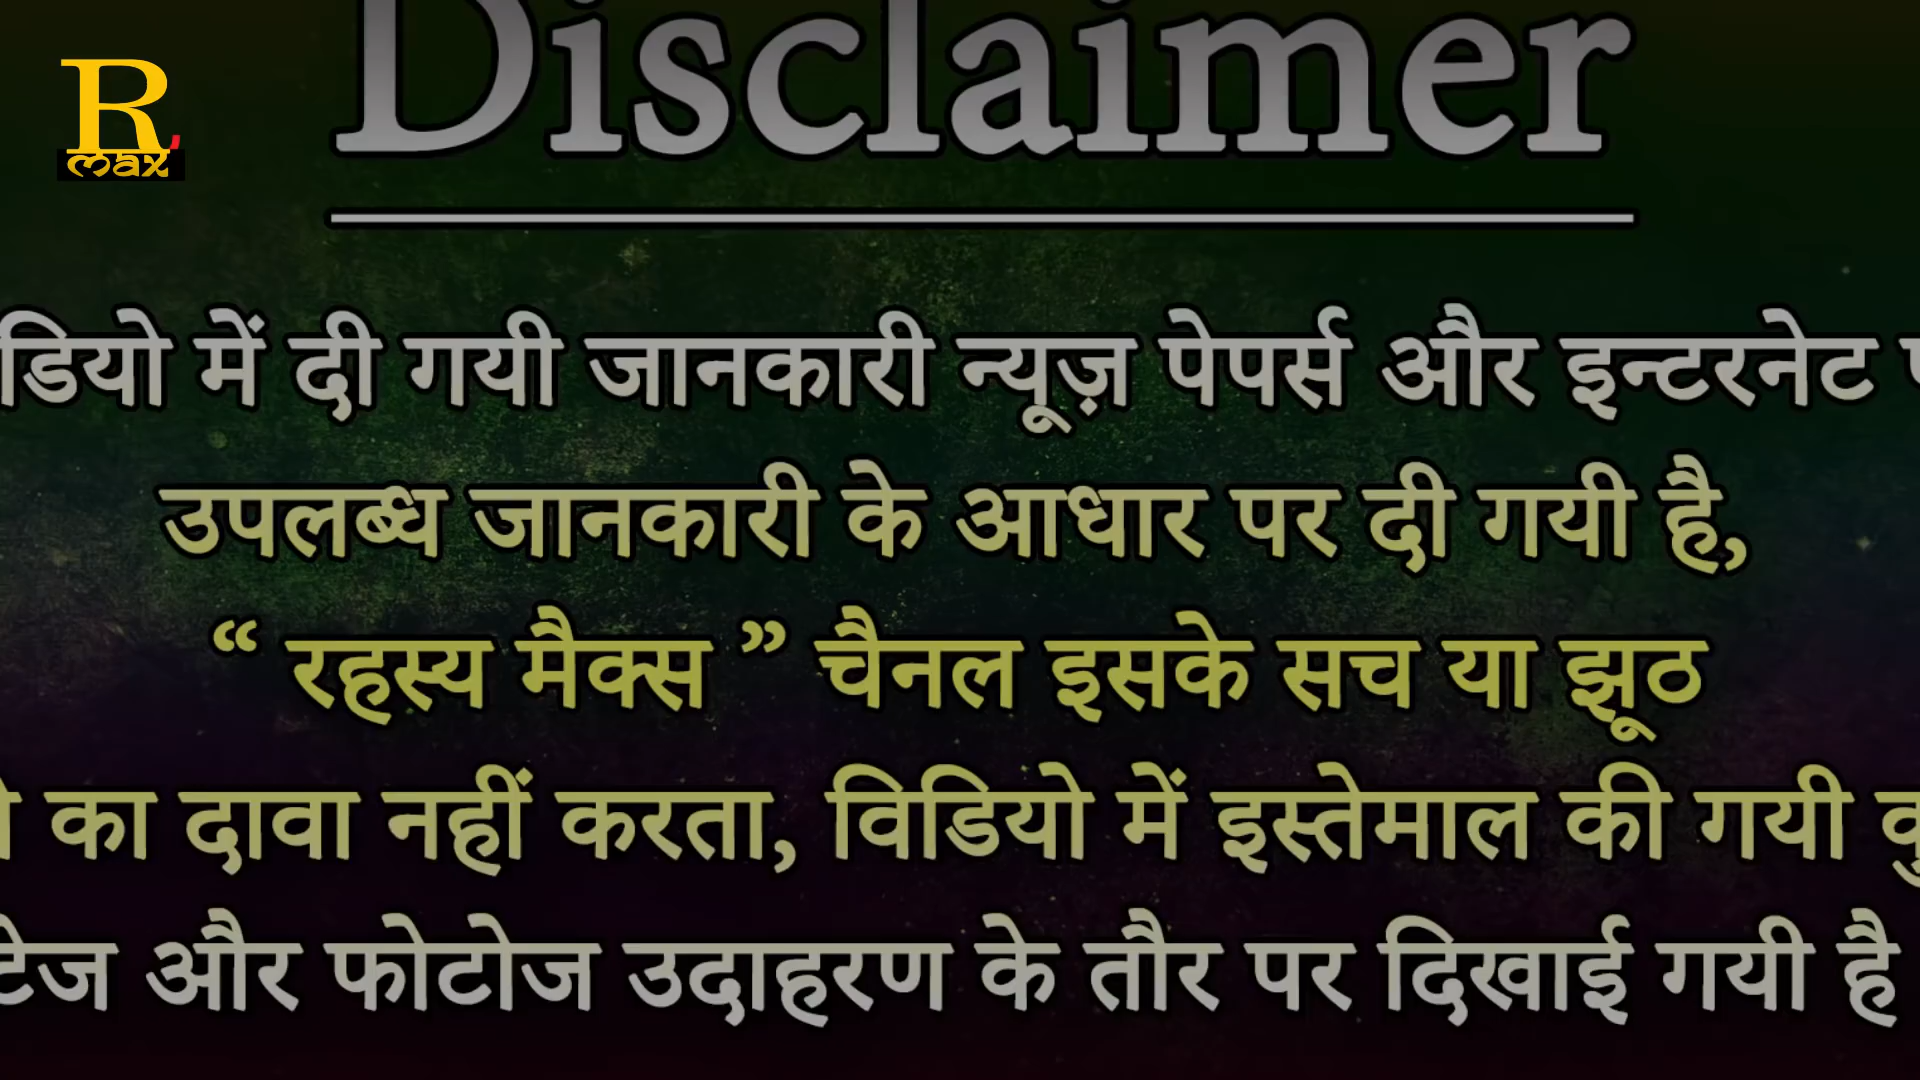 Disclaimer
R
max
में दी गयी जानकारी न्यूज़ पेपर्स और इन्टरनेट
उपलब्ध जानकारी के आधार पर दी गयी है,
“ रहस्य मैक्स ” चैनल इसके सच या झूठ
का दावा नहीं करता, विडियो में इस्तेमाल की गयी
और फोटोज उदाहरण के तौर पर दिखाई गयी है